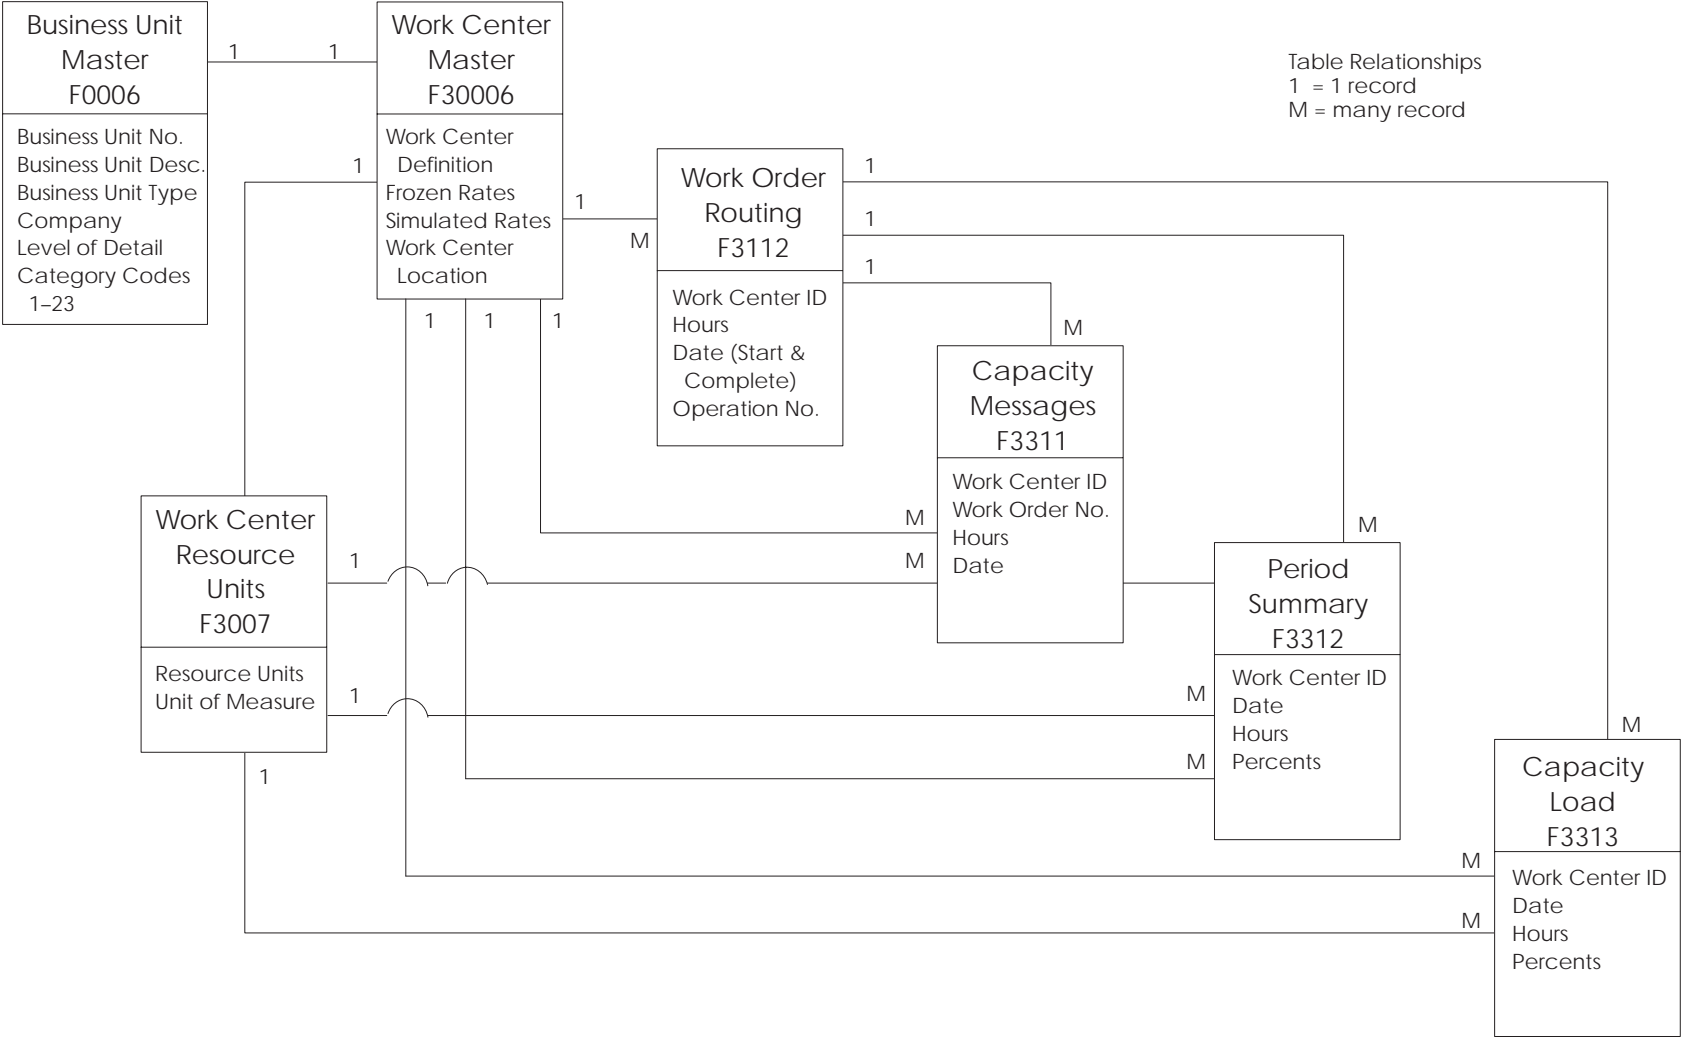 Business Unit
Master
F0006
Business Unit No.
Business Unit Desc.
Business Unit Type
Company
Level of Detail
Category Codes
1–23
1
1
Work Center
Master
F30006
Work Center
Definition
Frozen Rates
Simulated Rates
Work Center
Location
1
1
M
1
1
1
Table Relationships
1 = 1 record
M = many record
Work Order
Routing
F3112
Work Center ID
Hours
Date (Start &
Complete)
Operation No.
1
1
1
M
Capacity
Messages
F3311
Work Center ID
Work Order No.
Hours
Date
M
M
Work Center
Resource
Units
F3007
Resource Units
Unit of Measure
1
1
1
M
Period
Summary
F3312
Work Center ID
Date
Hours
Percents
M
M
M
Capacity
Load
F3313
Work Center ID
Date
Hours
Percents
M
M